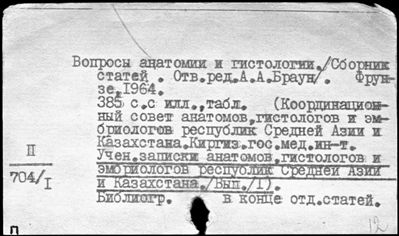 Вопросы анатомии и гистологии./Сборник
статей . Отв.ред.А.А.Браун/. Фрун-
зе,1964.
385 с.с илл.,табл. (Координацион-
ный совет анатомов,гистологов и эм-
бриологов республик Средней Азии и
Казахстана.Киргиз.гос.мед.ин-т.
Учен.записки анатомов,гистологов и
эмбриологов республик Средней Азии
и Казахстана./Вып./1).
Библиогр. в конце отд.статей.
II
704/I
12